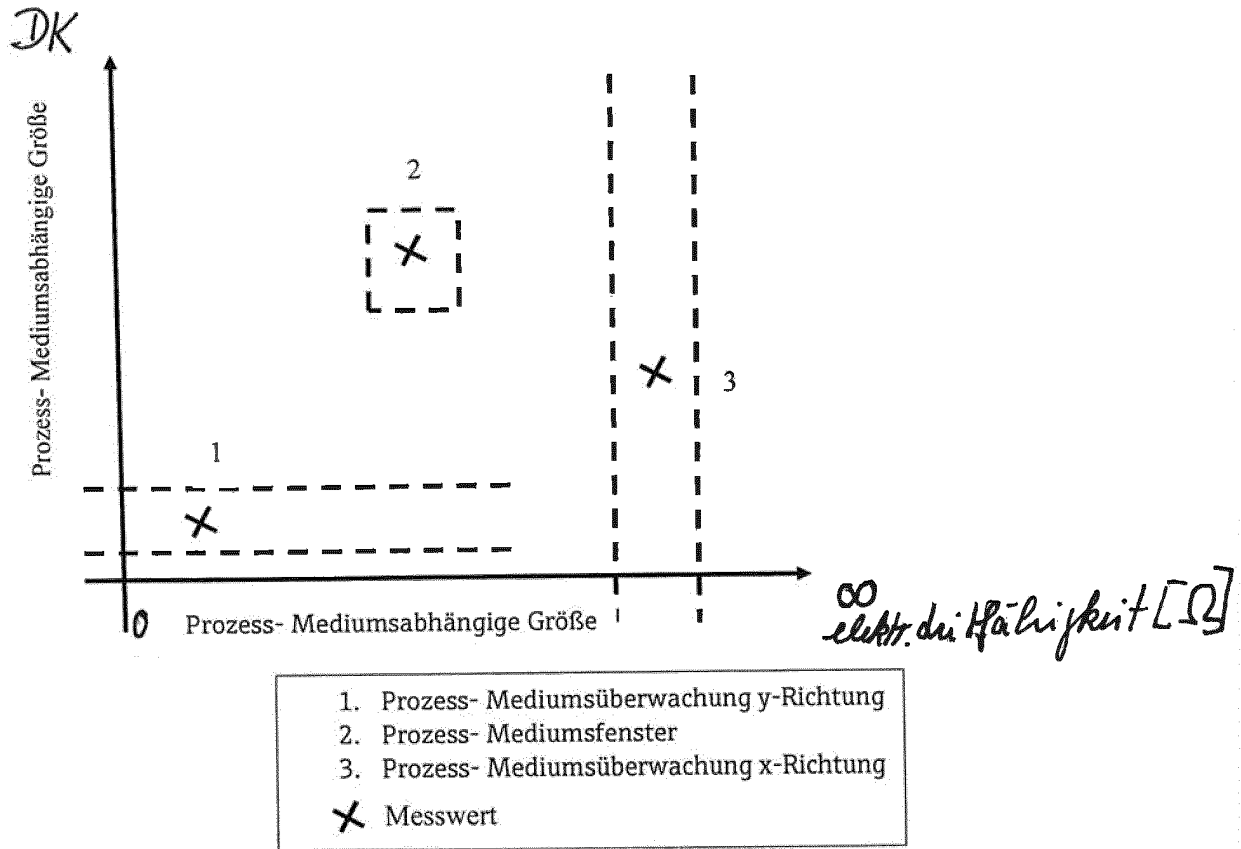 DK
Prozess- Mediumsabhängige Größe
2
3
1
0
Prozess- Mediumsabhängige Größe
∞
elektr. Leitfähigkeit [Ω]
1. Prozess- Mediumsüberwachung y-Richtung
2. Prozess- Mediumsfenster
3. Prozess- Mediumsüberwachung x-Richtung
Messwert